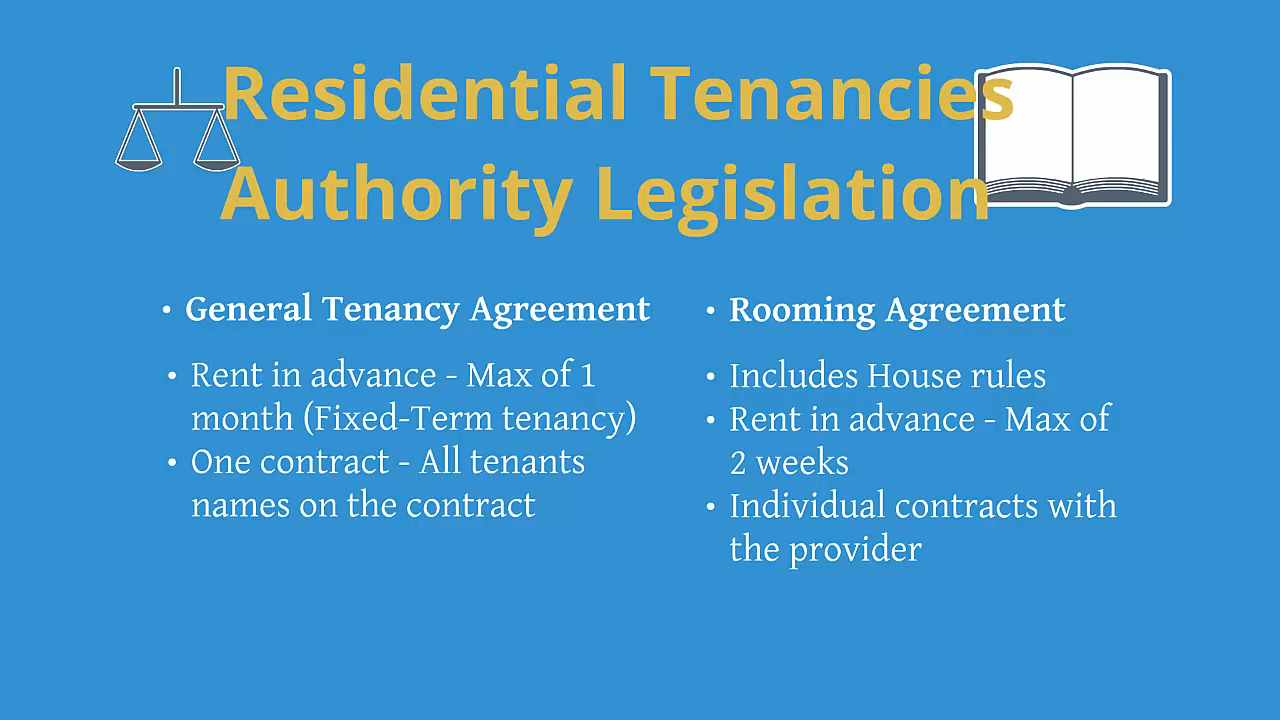 Residential Tenancies
Authority Legislation
• General Tenancy Agreement
• Rent in advance - Max of 1
month (Fixed-Term tenancy)
• One contract - All tenants
names on the contract
• Rooming Agreement
• Includes House rules
• Rent in advance - Max of
2 weeks
• Individual contracts with
the provider